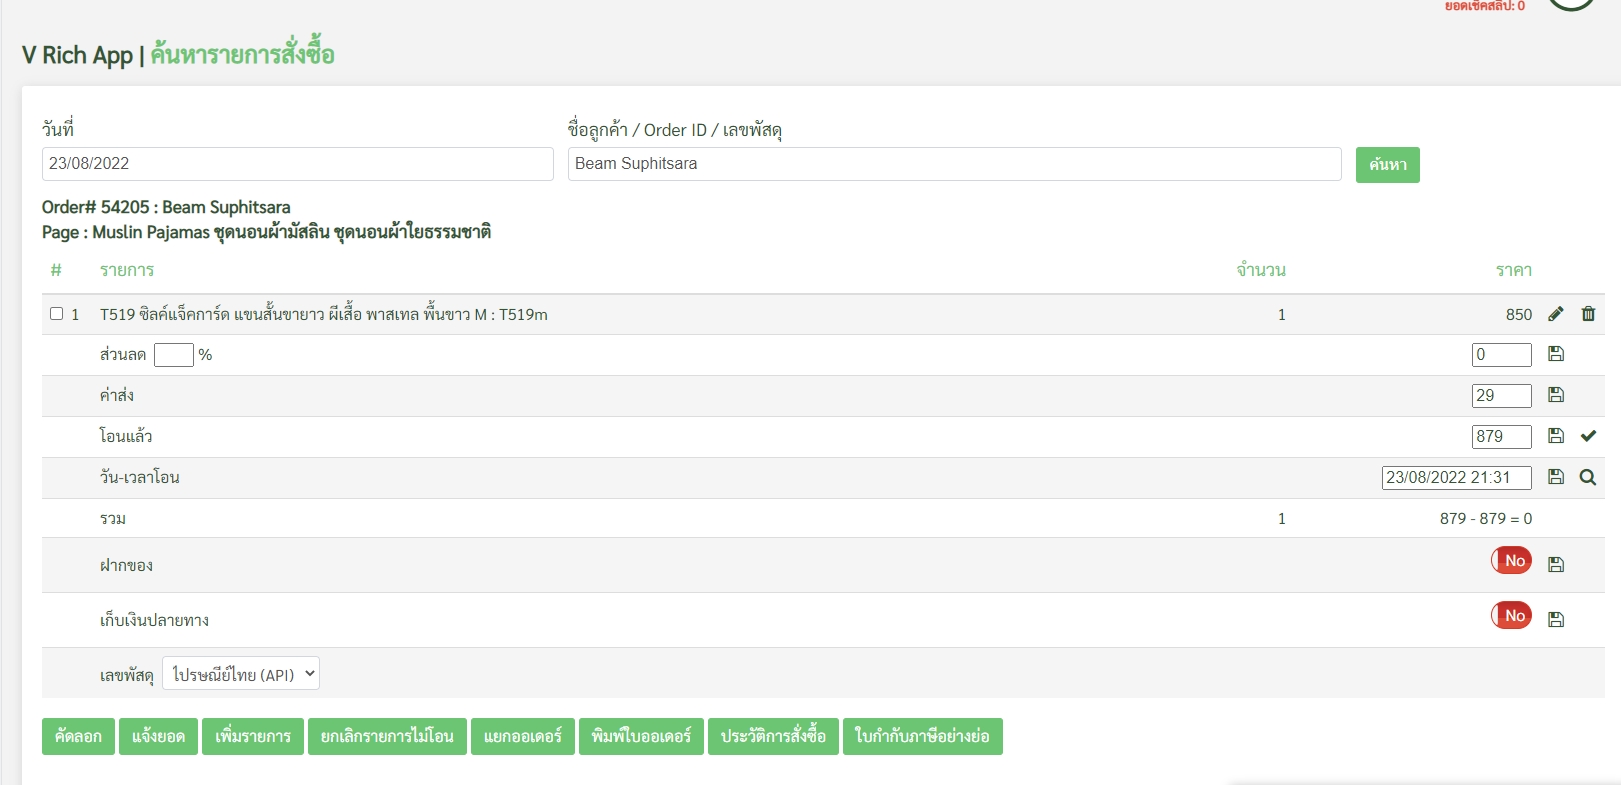 ยอดเช็คสลิป: 0
V Rich App | ค้นหารายการสั่งซื้อ
วันที่
ชื่อลูกค้า / Order ID / เลขพัสดุ
23/08/2022
Beam Suphitsara
ค้นหา
Order# 54205 : Beam Suphitsara
Page : Muslin Pajamas ชุดนอนผ้ามัสลิน ชุดนอนผ้าใยธรรมชาติ
# รายการ จำนวน ราคา
1 T519 ซิลค์แจ็คการ์ด แขนสั้นขายาว ผีเสื้อ พาสเทล พื้นขาว M : T519m 1 850
ส่วนลด % 0
ค่าส่ง 29
โอนแล้ว 879
วัน-เวลาโอน 23/08/2022 21:31
รวม 1 879 - 879 = 0
ฝากของ No
เก็บเงินปลายทาง No
เลขพัสดุ ไปรษณีย์ไทย (API)
คัดลอก แจ้งยอด เพิ่มรายการ ยกเลิกรายการไม่โอน แยกออเดอร์ พิมพ์ใบออเดอร์ ประวัติการสั่งซื้อ ใบกำกับภาษีอย่างย่อ